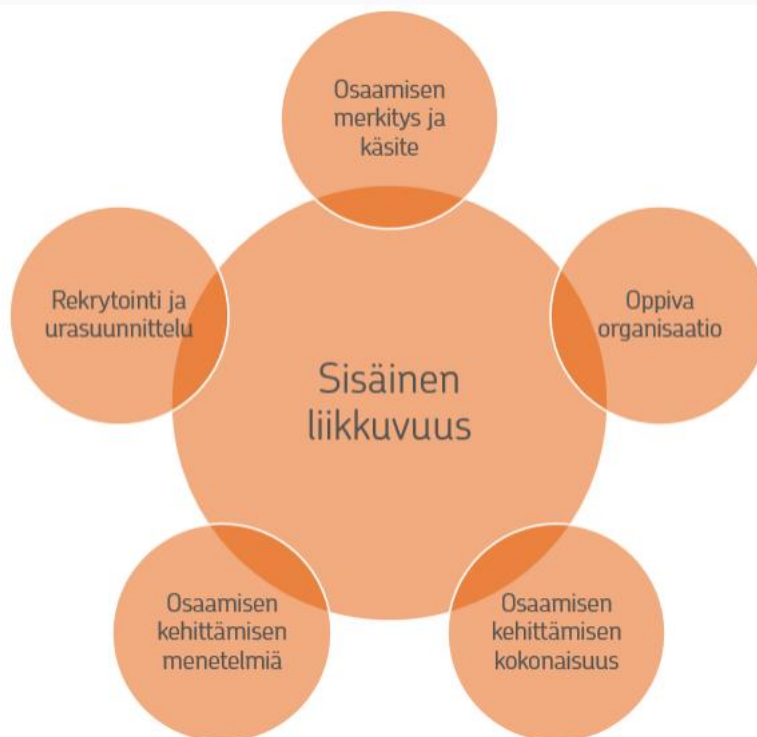 Osaamisen
merkitys ja
käsite
Rekrytointi ja
urasuunnittelu
Oppiva
organisaatio
Sisäinen
liikkuvuus
Osaamisen
kehittämisen
menetelmiä
Osaamisen
kehittämisen
kokonaisuus